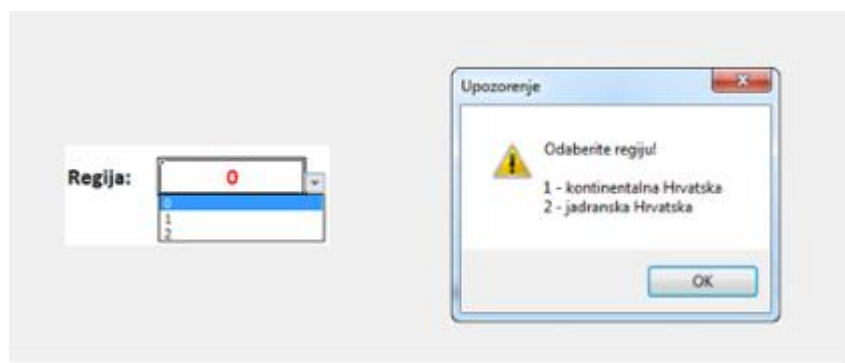 Regija:
0
0
1
2
Upozorenje
Odaberite regiju!
1 - kontinentalna Hrvatska
2 - jadranska Hrvatska
OK